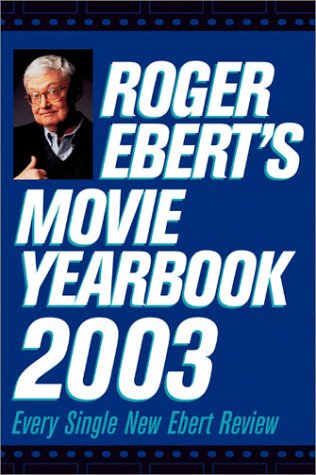 ROGER
EBERT'S
MOVIE
YEARBOOK
2003
Every Single New Ebert Review